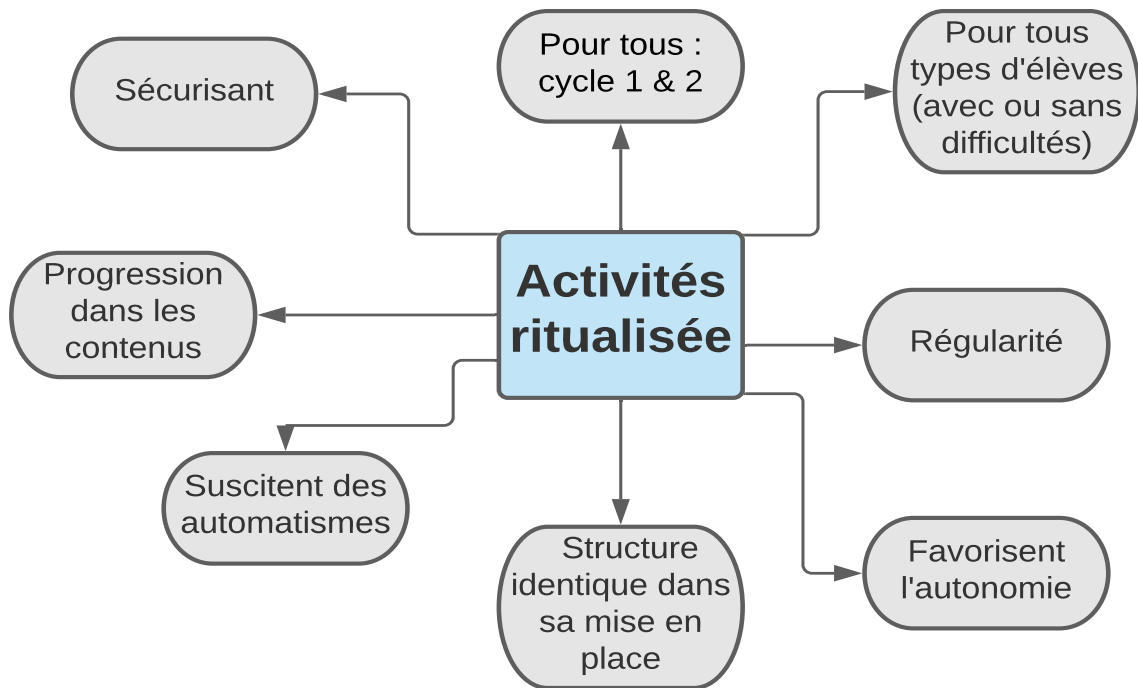 Sécurisant
Pour tous :
cycle 1 & 2
Pour tous
types d'élèves
(avec ou sans
difficultés)
Activités
ritualisée
Progression
dans les
contenus
Régularité
Suscitent des
automatismes
Structure
identique dans
sa mise en
place
Favorisent
l'autonomie